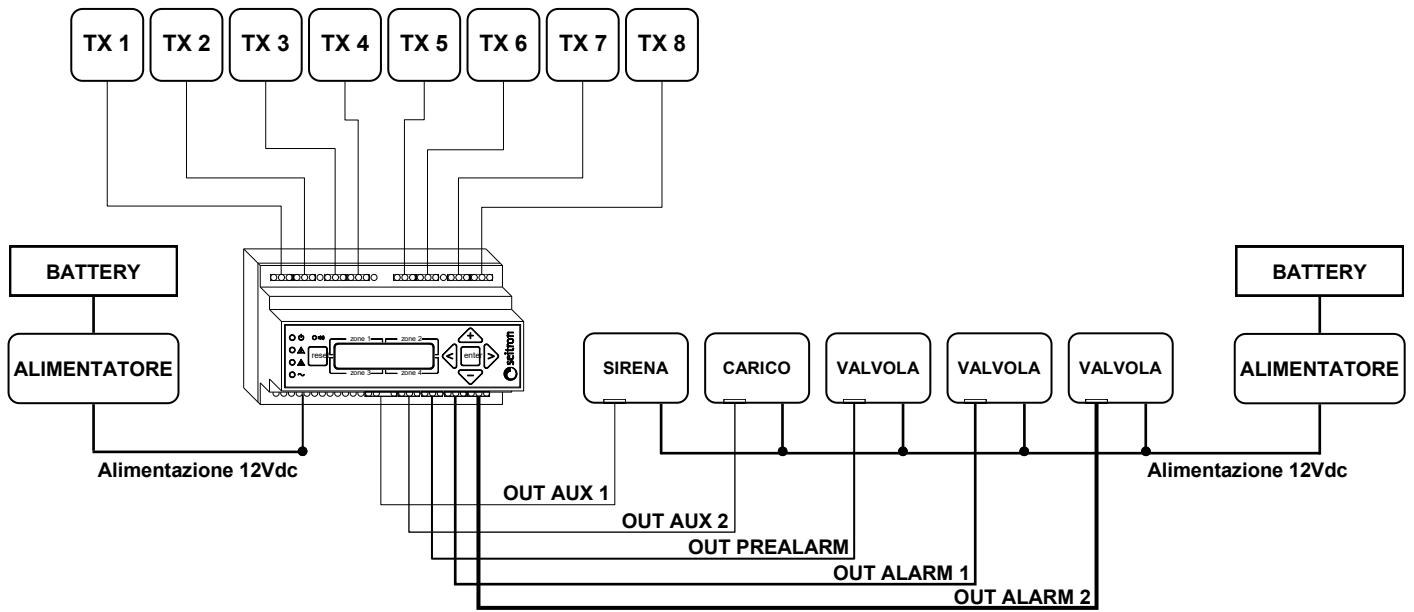 TX 1
TX 2
TX 3
TX 4
TX 5
TX 6
TX 7
TX 8
BATTERY
BATTERY
ALIMENTATORE
zone 1
zone 2
rese
enter
seitron
zone 3
zone 4
SIRENA
CARICO
VALVOLA
VALVOLA
VALVOLA
ALIMENTATORE
Alimentazione 12Vdc
Alimentazione 12Vdc
OUT AUX 1
OUT AUX 2
OUT PREALARM
OUT ALARM 1
OUT ALARM 2